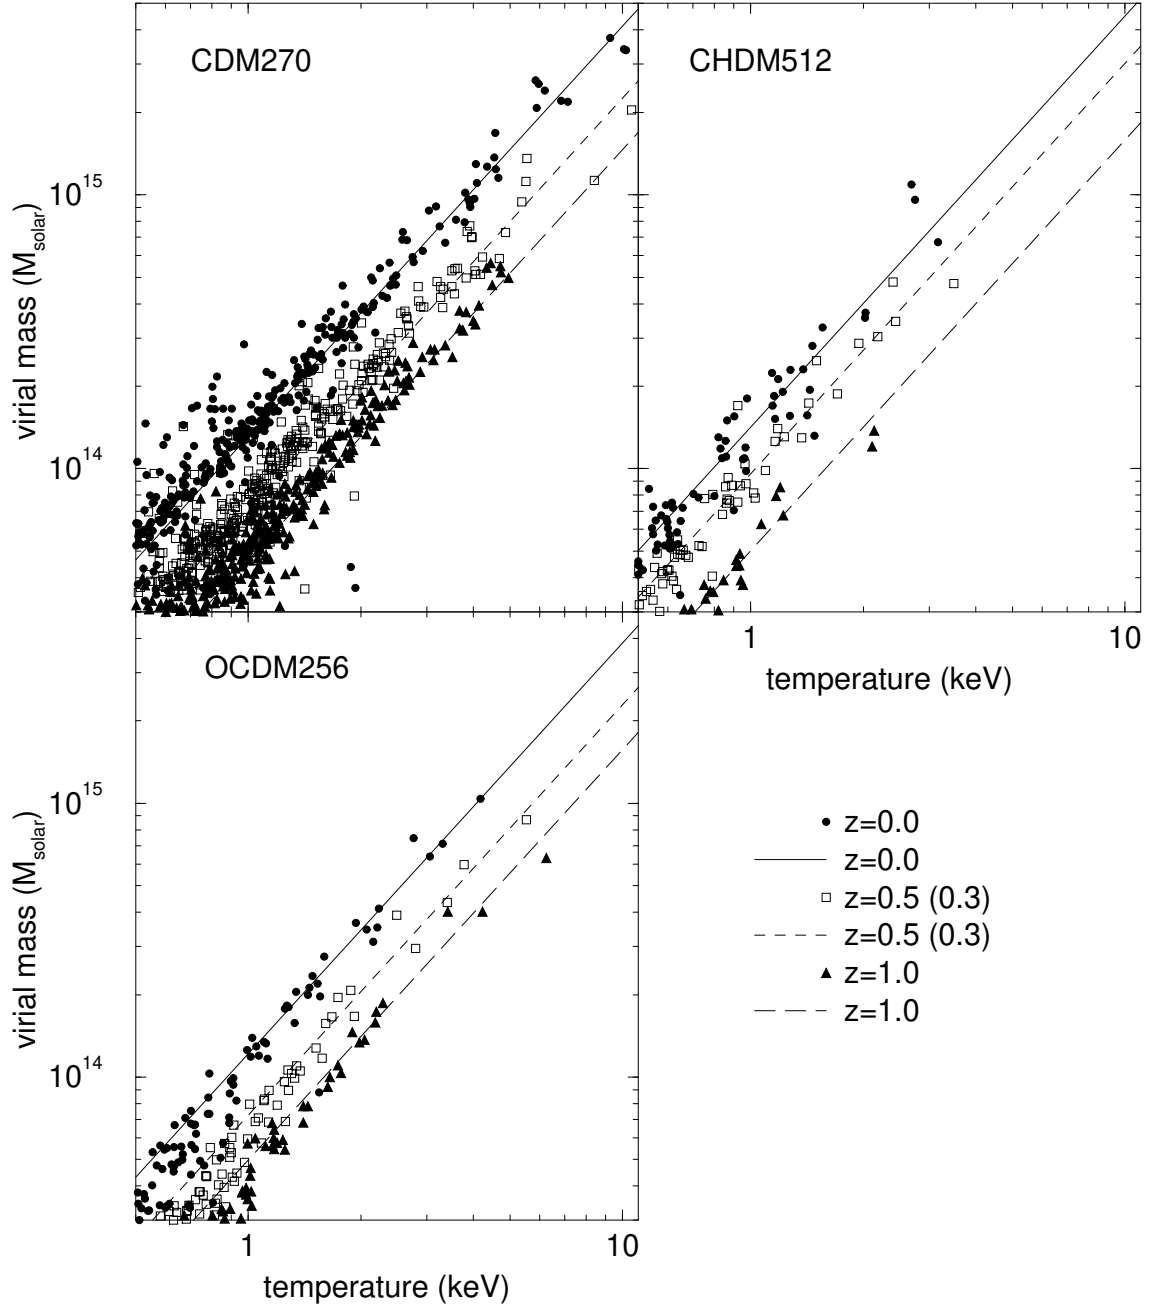 CDM270
CHDM512
10^15
10^14
virial mass (M_solar)
1
10
temperature (keV)
OCDM256
10^15
10^14
virial mass (M_solar)
1
10
temperature (keV)
z=0.0
z=0.0
z=0.5 (0.3)
z=0.5 (0.3)
z=1.0
z=1.0